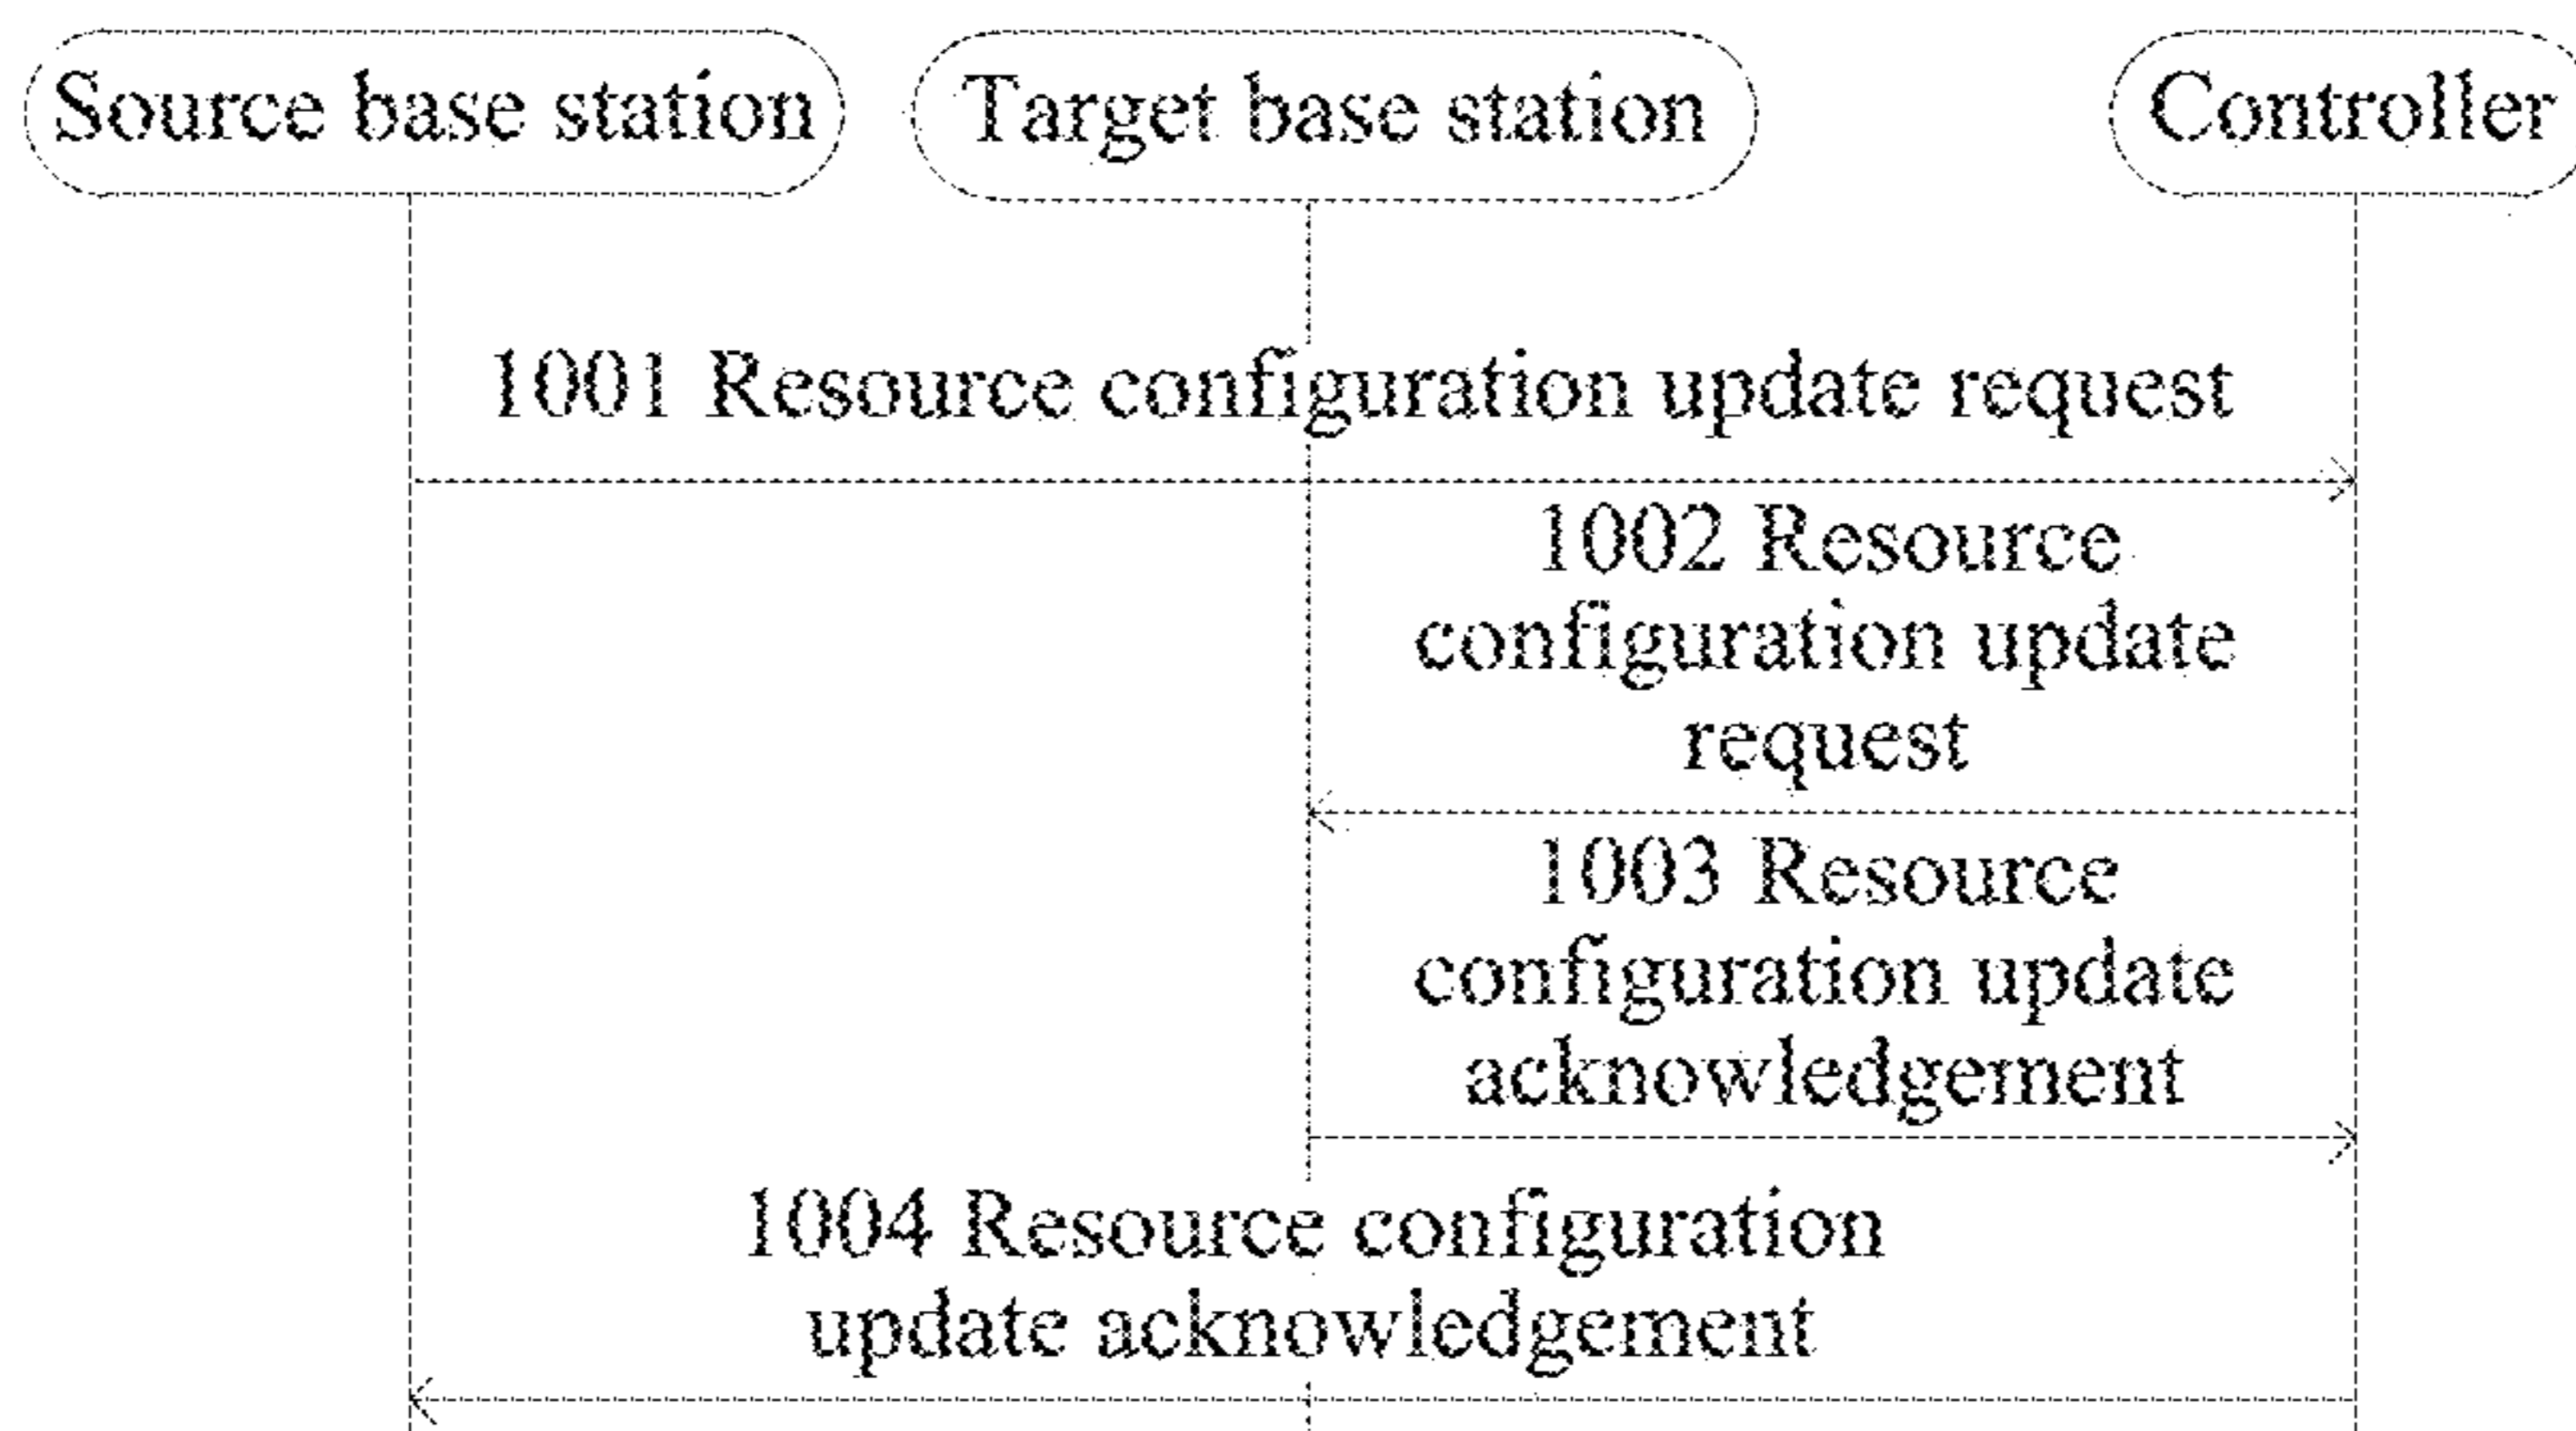 Source base station
Target base station
Controller
1001 Resource configuration update request
1002 Resource
configuration update
request
1003 Resource
configuration update
acknowledgement
1004 Resource configuration
update acknowledgement